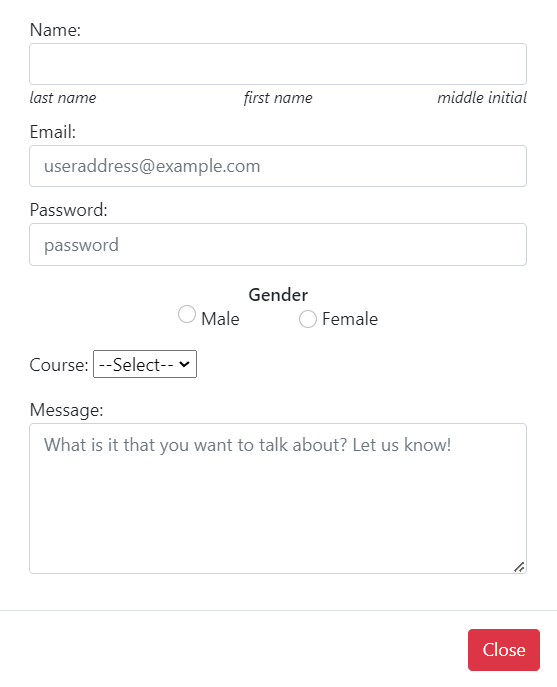 Name:
last name first name middle initial
Email:
useraddress@example.com
Password:
password
Gender
Male Female
Course: --Select--
Message:
What is it that you want to talk about? Let us know!
Close